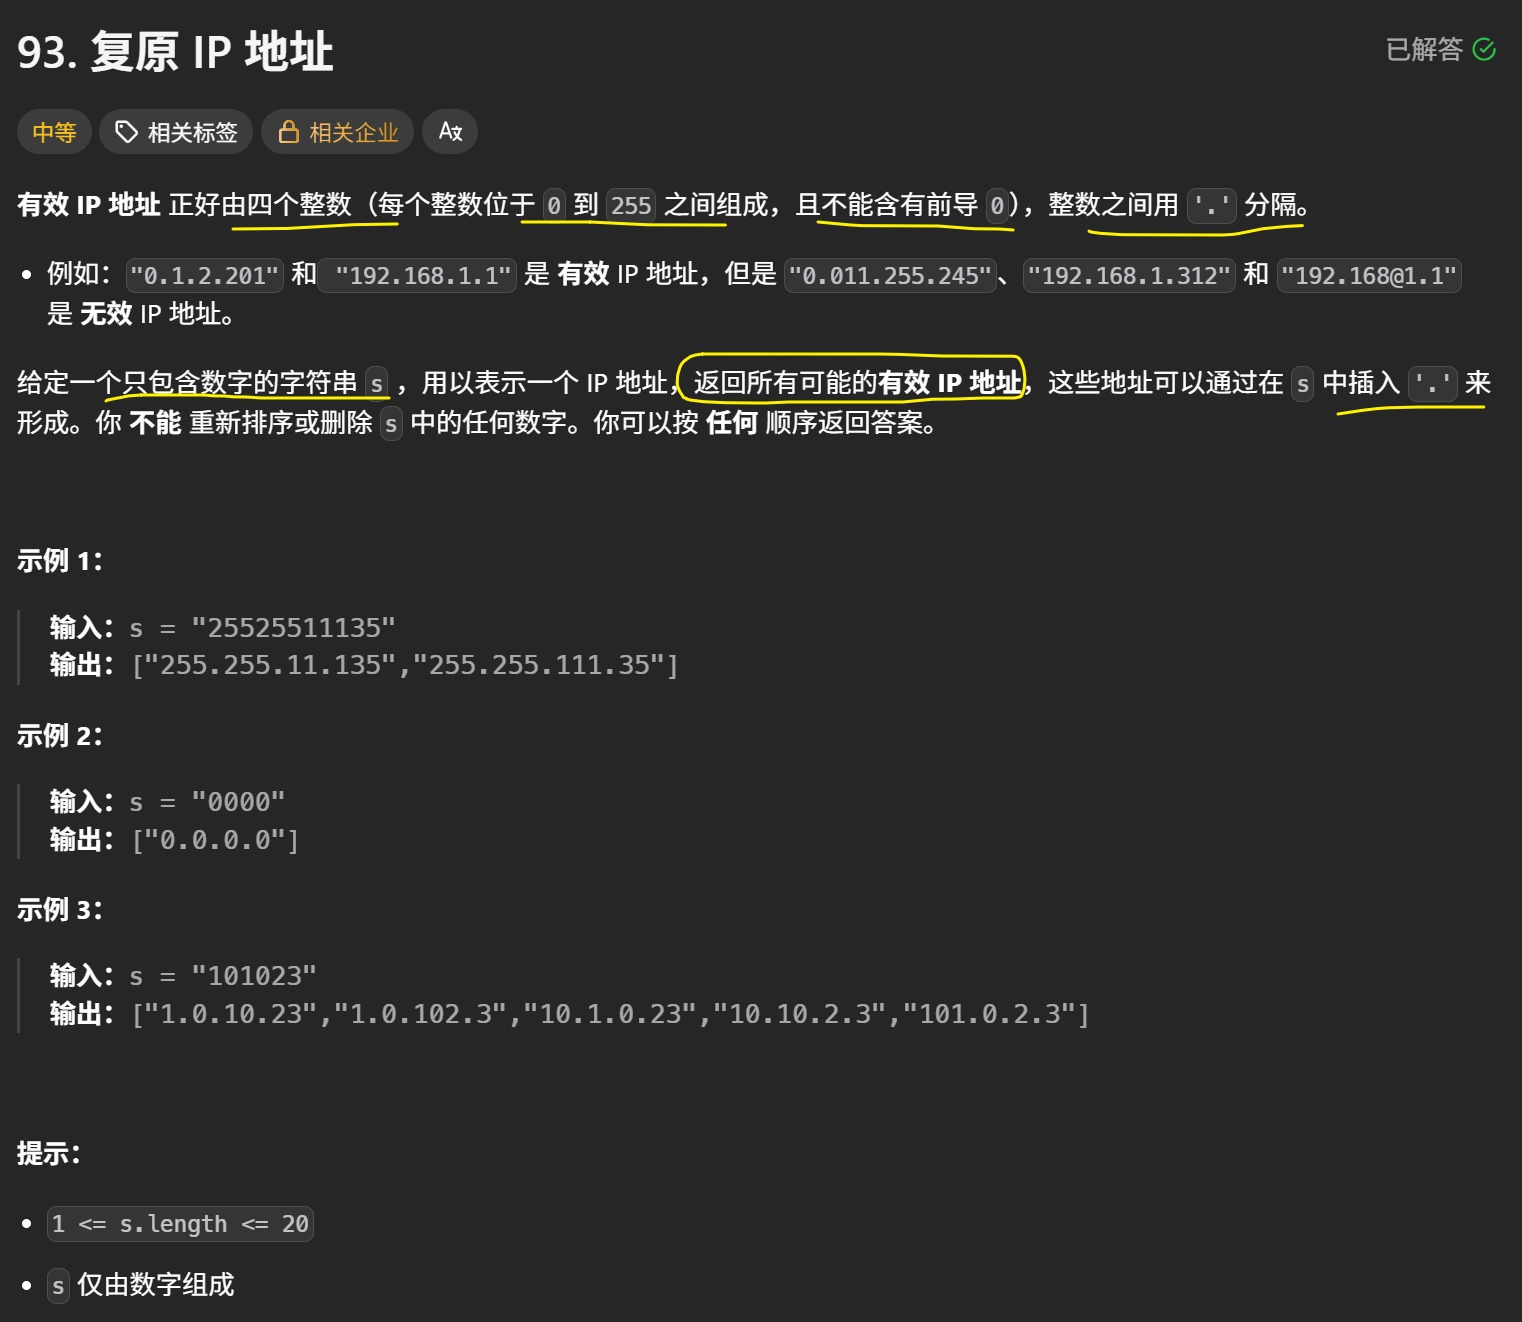 93. 复原 IP 地址
已解答
中等
相关标签
相关企业
有效 IP 地址 正好由四个整数（每个整数位于 0 到 255 之间组成，且不能含有前导 0），整数之间用 '.' 分隔。
例如："0.1.2.201" 和 "192.168.1.1" 是 有效 IP 地址，但是 "0.011.255.245"、"192.168.1.312" 和 "192.168@1.1"
是 无效 IP 地址。
给定一个只包含数字的字符串 s ，用以表示一个 IP 地址，返回所有可能的有效 IP 地址，这些地址可以通过在 s 中插入 '.' 来
形成。你 不能 重新排序或删除 s 中的任何数字。你可以按 任何 顺序返回答案。
示例 1：
输入：s = "25525511135"
输出：["255.255.11.135","255.255.111.35"]
示例 2：
输入：s = "0000"
输出：["0.0.0.0"]
示例 3：
输入：s = "101023"
输出：["1.0.10.23","1.0.102.3","10.1.0.23","10.10.2.3","101.0.2.3"]
提示：
1 <= s.length <= 20
s 仅由数字组成